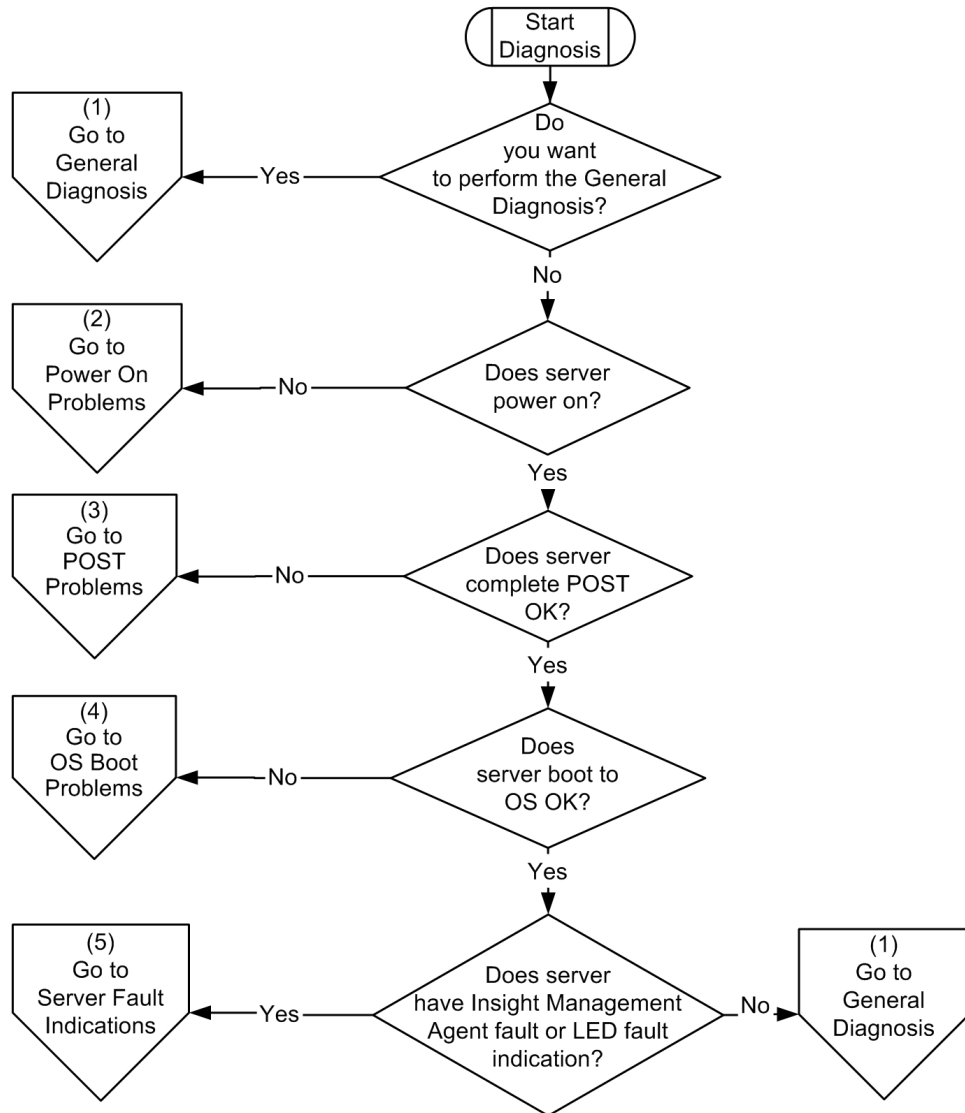 Start
Diagnosis
(1)
Go to
General
Diagnosis
Yes
Do
you want
to perform the General
Diagnosis?
No
(2)
Go to
Power On
Problems
No
Does server
power on?
Yes
(3)
Go to
POST
Problems
No
Does server
complete POST
OK?
Yes
(4)
Go to
OS Boot
Problems
No
Does
server boot to
OS OK?
Yes
(5)
Go to
Server Fault
Indications
Yes
Does server
have Insight Management
Agent fault or LED fault
indication?
No
(1)
Go to
General
Diagnosis